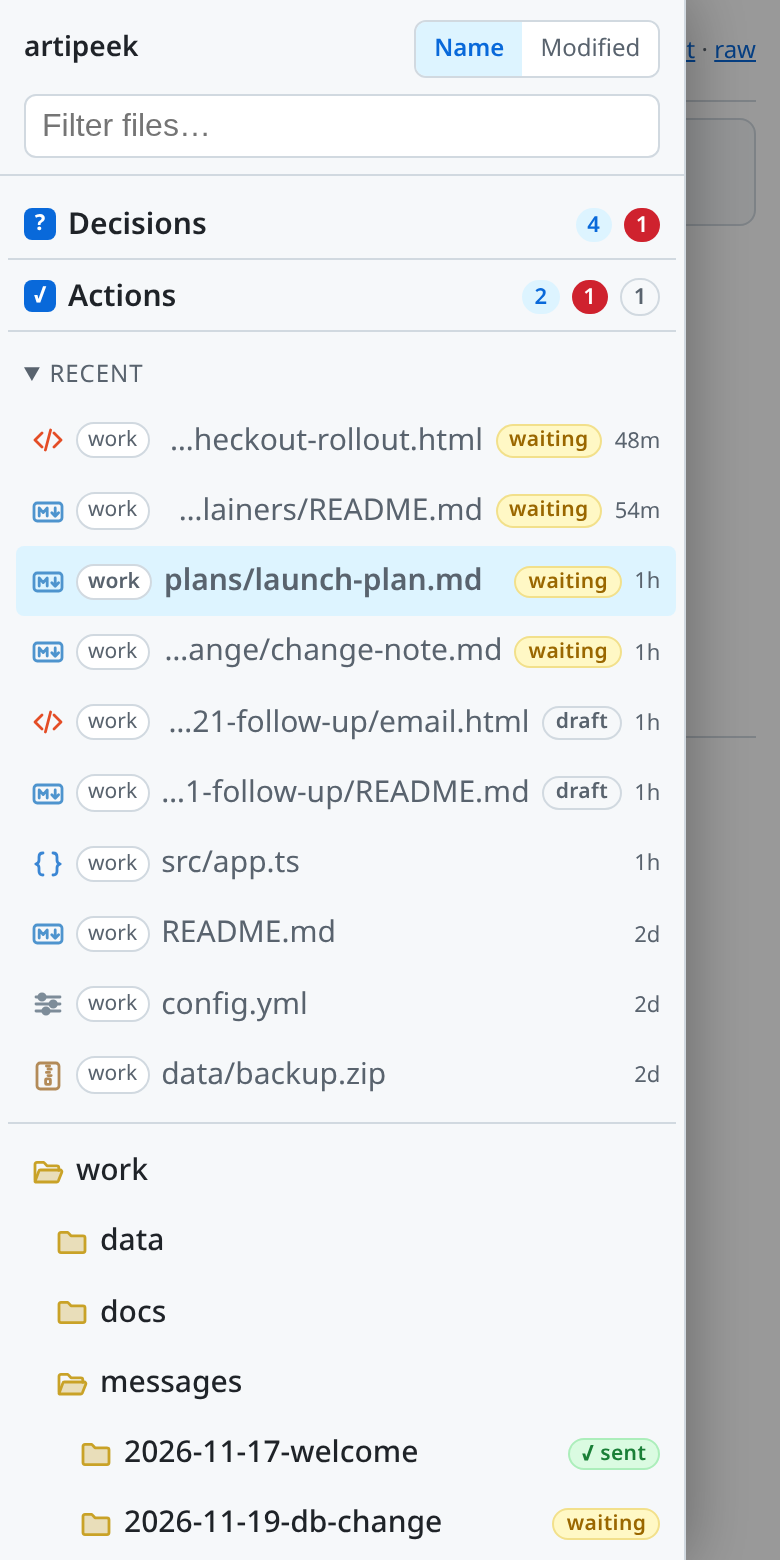 artipeek Name Modified t · raw
Filter files…
? Decisions 4 1
✓ Actions 2 1 1
▼ RECENT
</> work …heckout-rollout.html waiting 48m
M↓ work …lainers/README.md waiting 54m
M↓ work plans/launch-plan.md waiting 1h
M↓ work …ange/change-note.md waiting 1h
</> work …21-follow-up/email.html draft 1h
M↓ work …1-follow-up/README.md draft 1h
{} work src/app.ts 1h
M↓ work README.md 2d
work config.yml 2d
work data/backup.zip 2d
work
data
docs
messages
2026-11-17-welcome ✓ sent
2026-11-19-db-change waiting